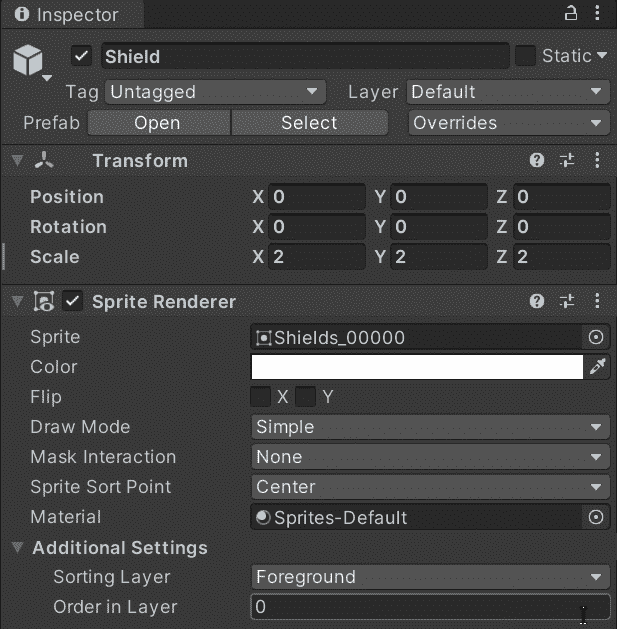 Inspector
Shield Static
Tag Untagged Layer Default
Prefab Open Select Overrides
Transform
Position X 0 Y 0 Z 0
Rotation X 0 Y 0 Z 0
Scale X 2 Y 2 Z 2
Sprite Renderer
Sprite Shields_00000
Color
Flip X Y
Draw Mode Simple
Mask Interaction None
Sprite Sort Point Center
Material Sprites-Default
Additional Settings
Sorting Layer Foreground
Order in Layer 0